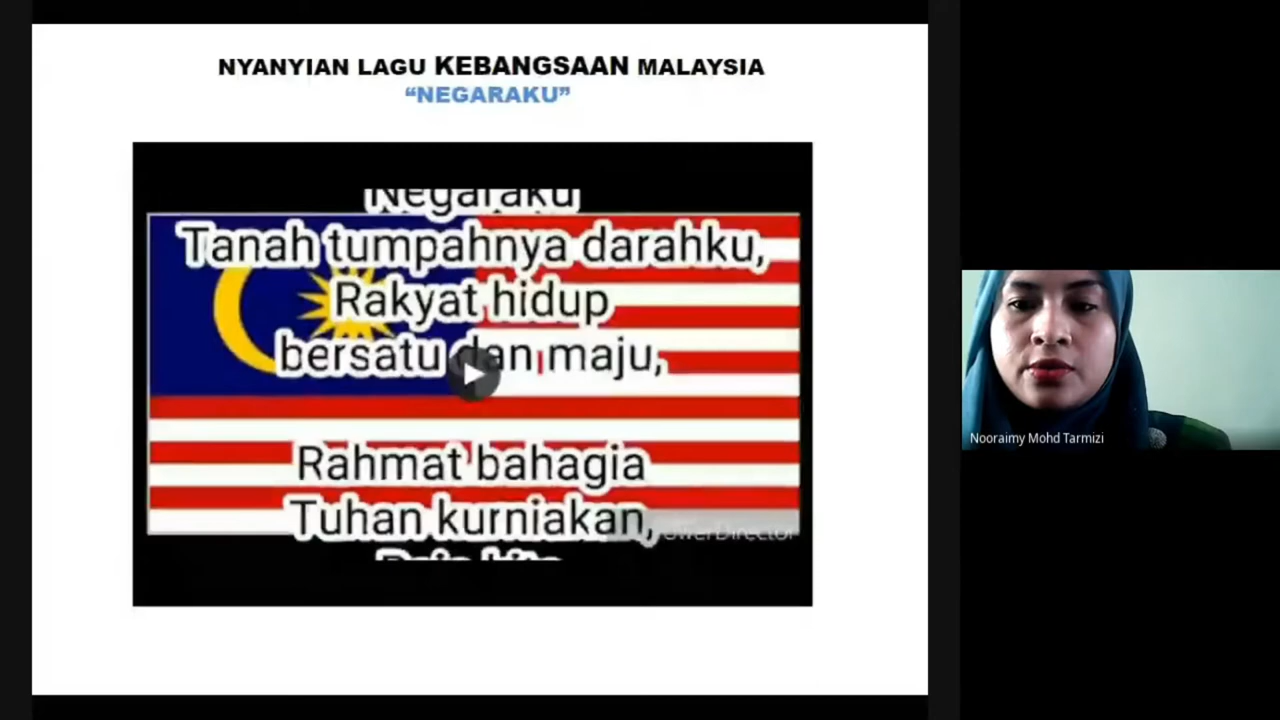 NYANYIAN LAGU KEBANGSAAN MALAYSIA
“NEGARAKU”
Negaraku
Tanah tumpahnya darahku,
Rakyat hidup
bersatu dan maju,
Rahmat bahagia
Tuhan kurniakan,
Nooraimy Mohd Tarmizi